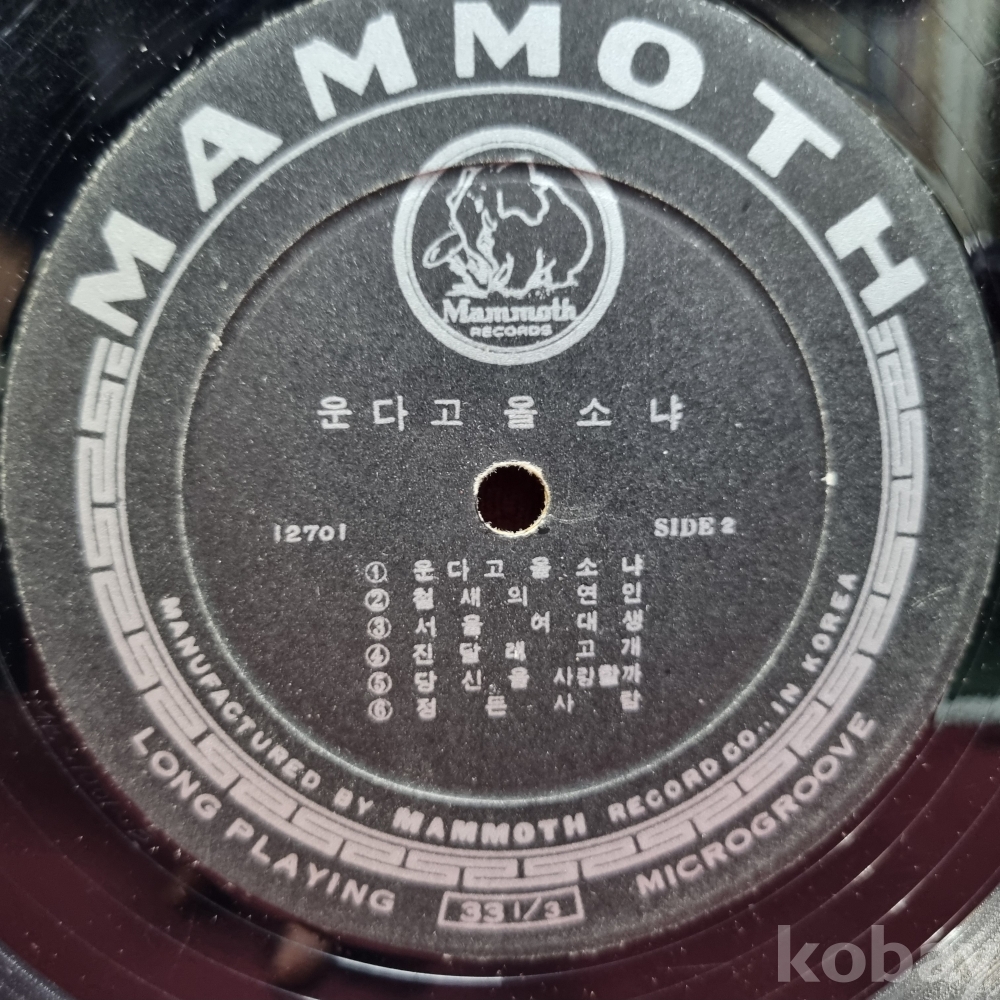 MAMMOTH
Mammoth
RECORDS
운다고 올 소냐
12701
SIDE 2
① 운다고 올 소냐
② 철새의 연인
③ 서울 여대생
④ 진달래 고개
⑤ 당신을 사랑할까
⑥ 정든 사람
MANUFACTURED BY MAMMOTH RECORD CO., IN KOREA
LONG PLAYING
33 1/3
MICROGROOVE
kobay